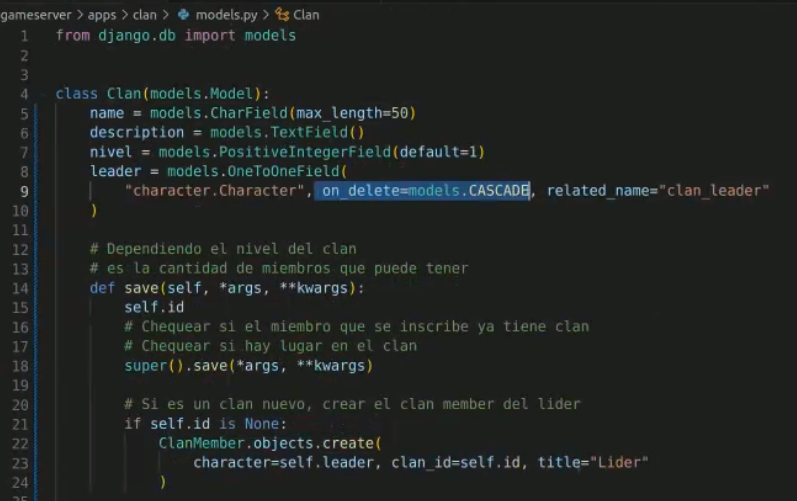 gameserver > apps > clan > models.py > Clan
1 from django.db import models
2
3
4 class Clan(models.Model):
5 name = models.CharField(max_length=50)
6 description = models.TextField()
7 nivel = models.PositiveIntegerField(default=1)
8 leader = models.OneToOneField(
9 "character.Character", on_delete=models.CASCADE, related_name="clan_leader"
10 )
11
12 # Dependiendo el nivel del clan
13 # es la cantidad de miembros que puede tener
14 def save(self, *args, **kwargs):
15 self.id
16 # Chequear si el miembro que se inscribe ya tiene clan
17 # Chequear si hay lugar en el clan
18 super().save(*args, **kwargs)
19
20 # Si es un clan nuevo, crear el clan member del lider
21 if self.id is None:
22 ClanMember.objects.create(
23 character=self.leader, clan_id=self.id, title="Lider"
24 )
25